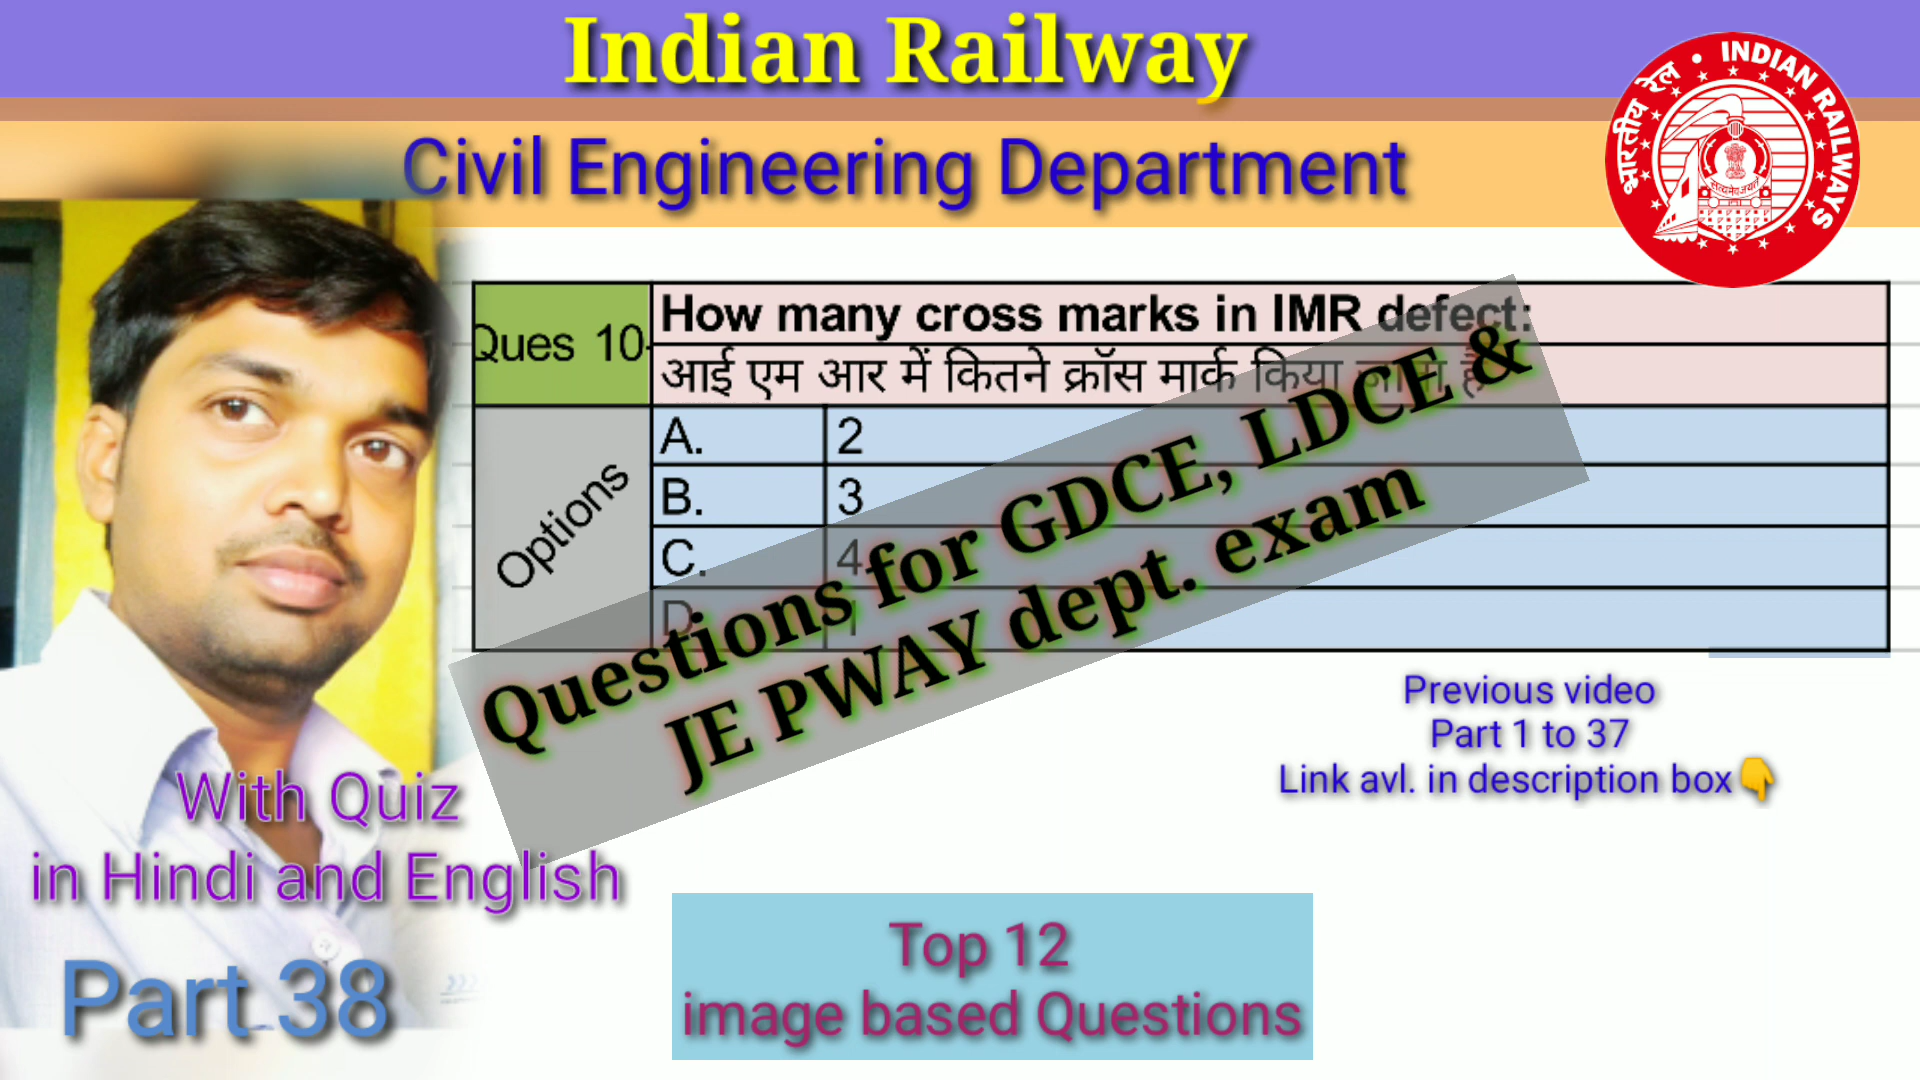 Indian Railway
Civil Engineering Department
भारतीय रेल • INDIAN RAILWAYS
Ques 10-
How many cross marks in IMR defect:
आई एम आर में कितने क्रॉस मार्क किया जाता है
Options
A. 2
B. 3
C. 4
D. 1
Questions for GDCE, LDCE &
JE PWAY dept. exam
Previous video
Part 1 to 37
Link avl. in description box👇
With Quiz
in Hindi and English
Part 38
Top 12
image based Questions